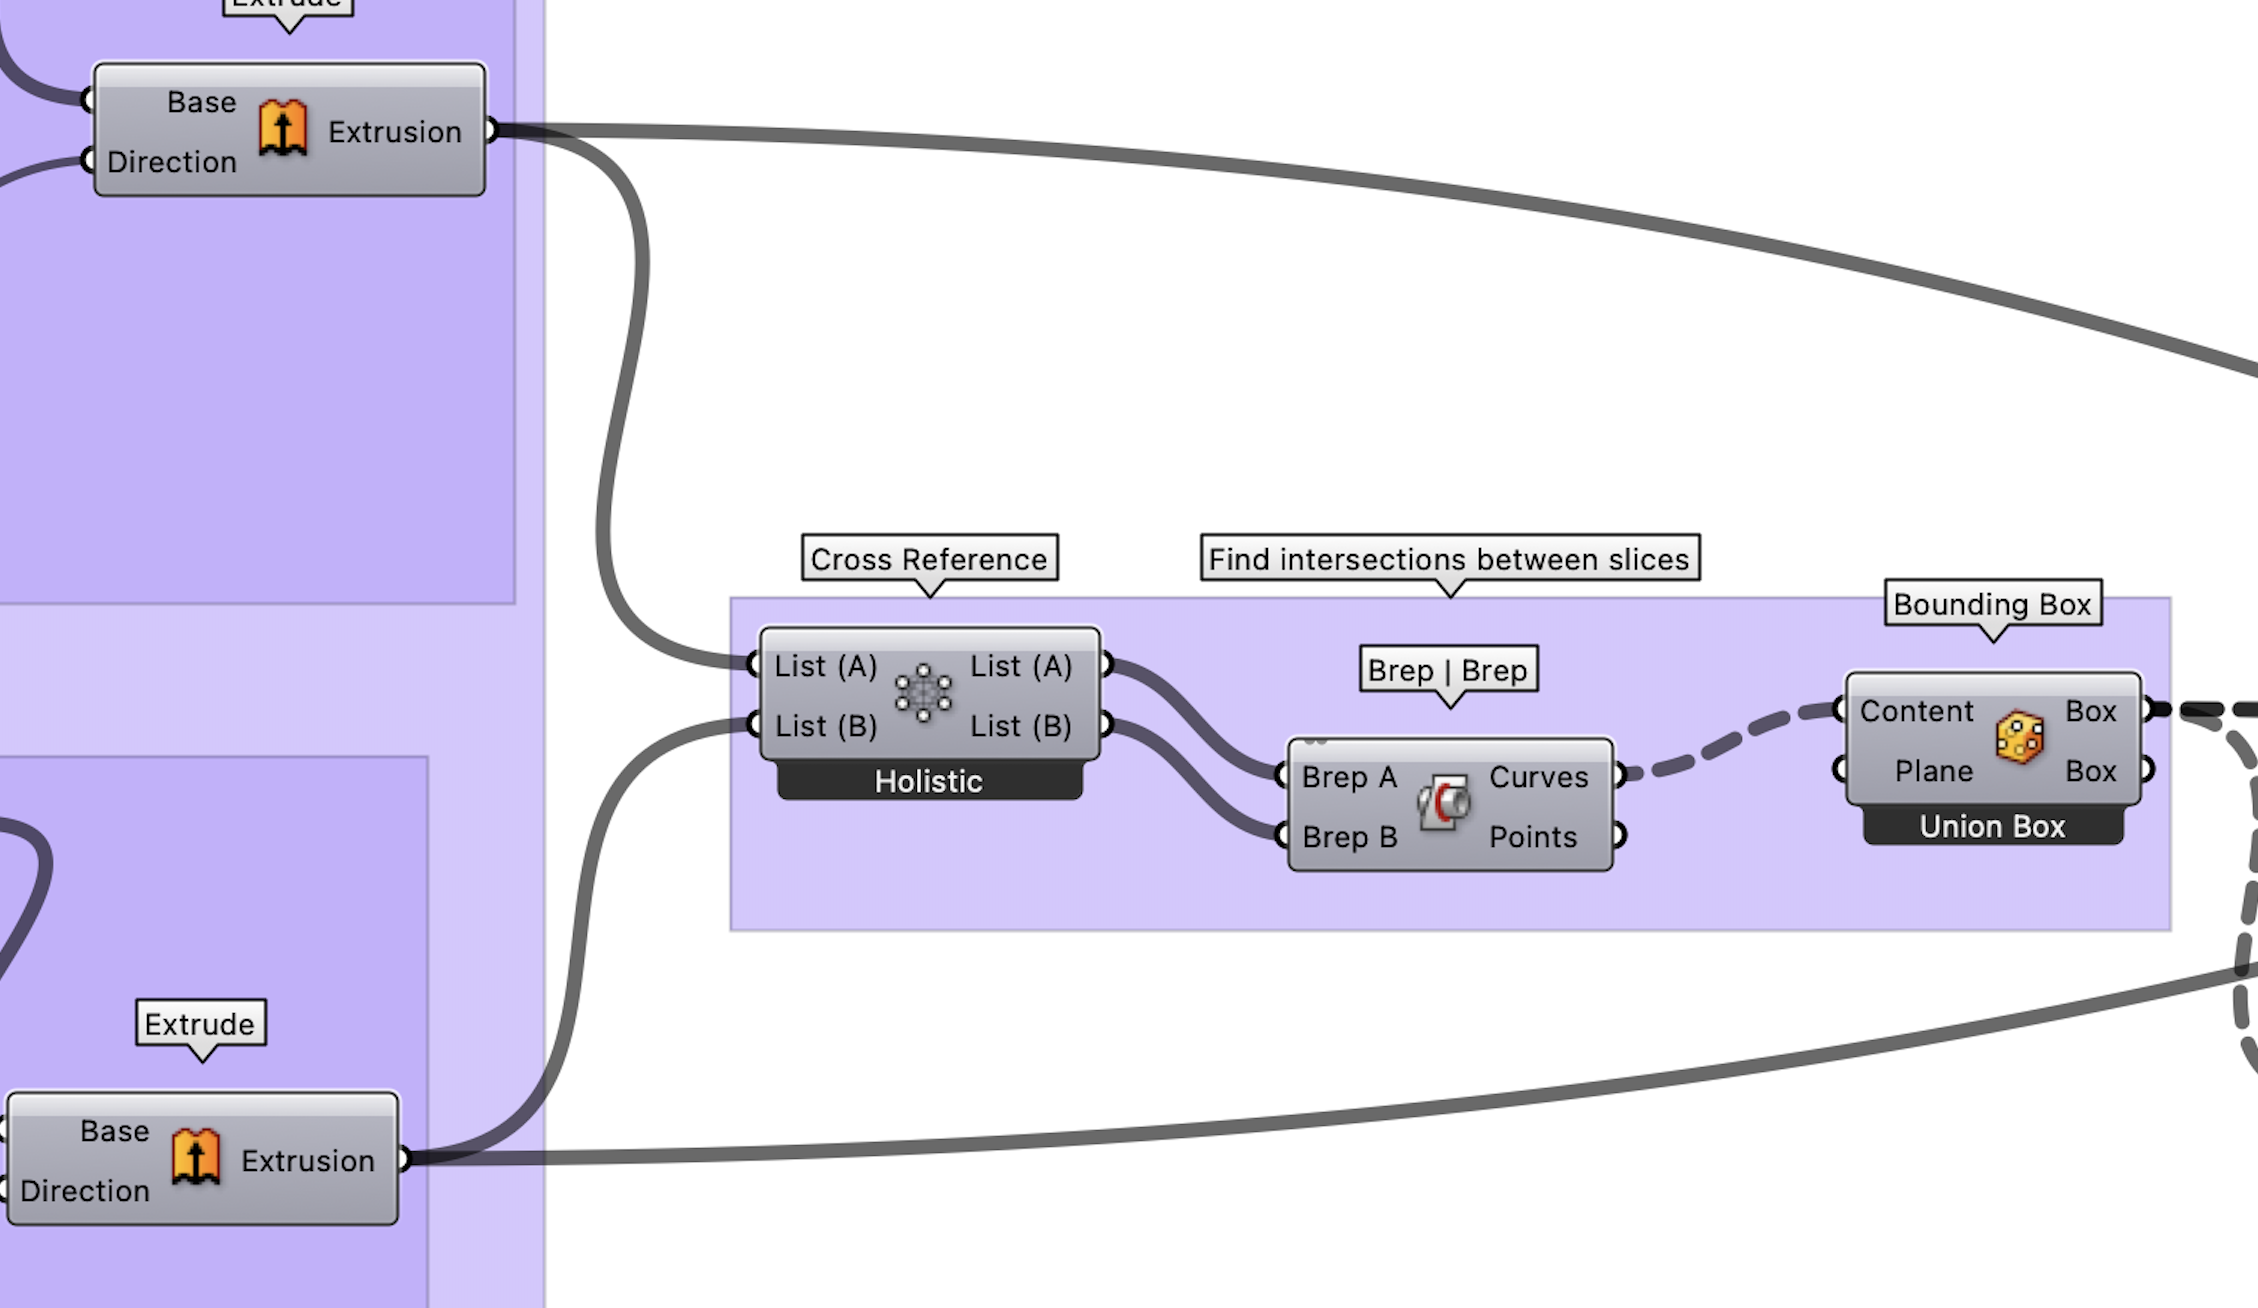 Extrude
Base
Direction
Extrusion
Cross Reference
List (A)
List (B)
List (A)
List (B)
Holistic
Find intersections between slices
Brep | Brep
Brep A
Brep B
Curves
Points
Bounding Box
Content
Plane
Box
Box
Union Box
Extrude
Base
Direction
Extrusion